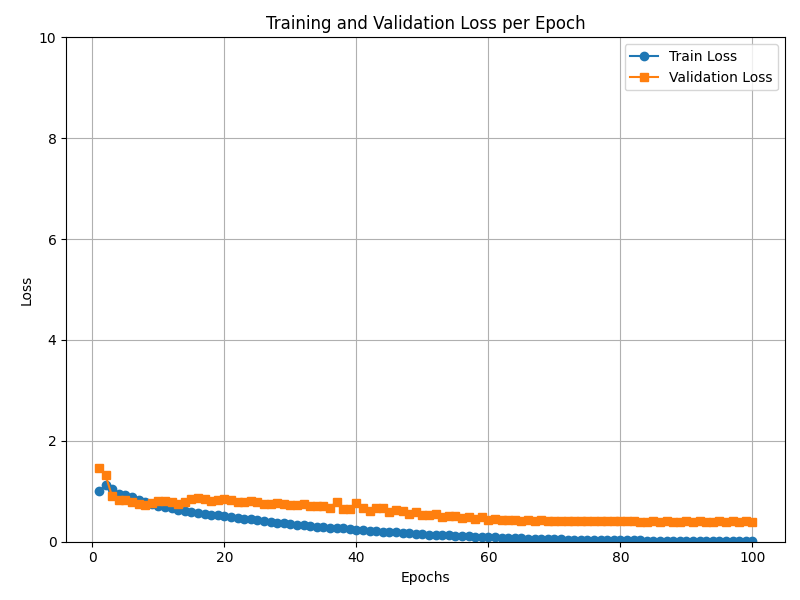 Training and Validation Loss per Epoch
10
8
6
4
2
0
Loss
Train Loss
Validation Loss
0 20 40 60 80 100
Epochs